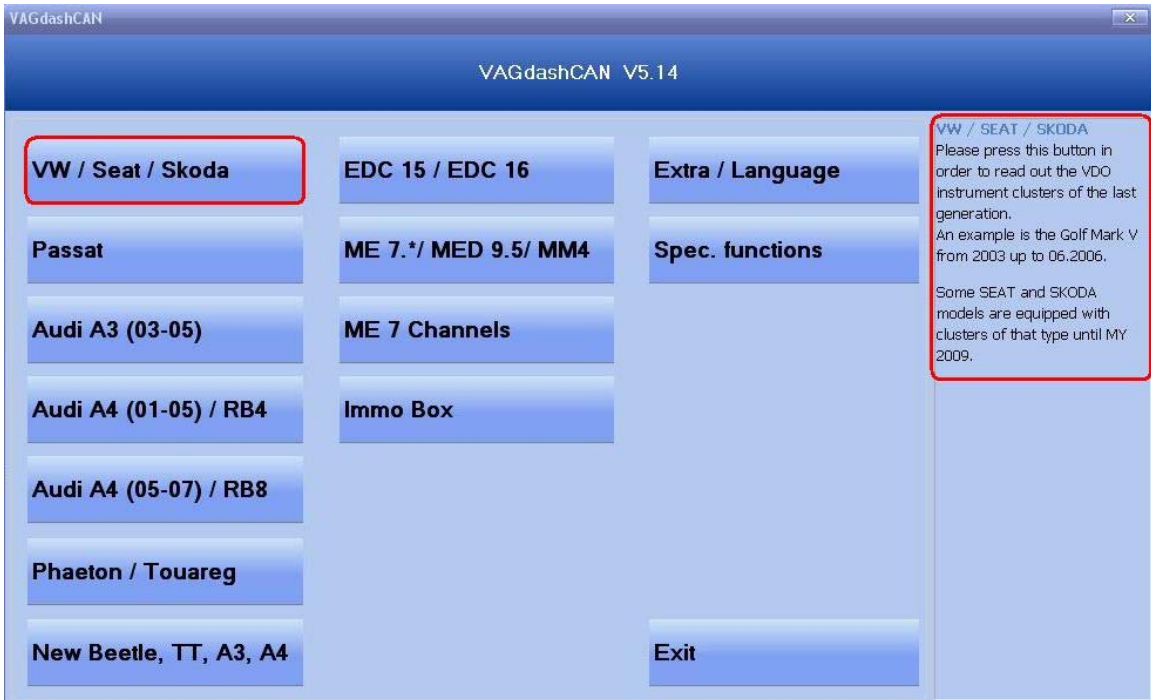 VAGdashCAN
VAGdashCAN V5.14
VW / Seat / Skoda
Passat
Audi A3 (03-05)
Audi A4 (01-05) / RB4
Audi A4 (05-07) / RB8
Phaeton / Touareg
New Beetle, TT, A3, A4
EDC 15 / EDC 16
ME 7.*/ MED 9.5/ MM4
ME 7 Channels
Immo Box
Extra / Language
Spec. functions
Exit
VW / SEAT / SKODA
Please press this button in
order to read out the VDO
instrument clusters of the last
generation.
An example is the Golf Mark V
from 2003 up to 06.2006.
Some SEAT and SKODA
models are equipped with
clusters of that type until MY
2009.